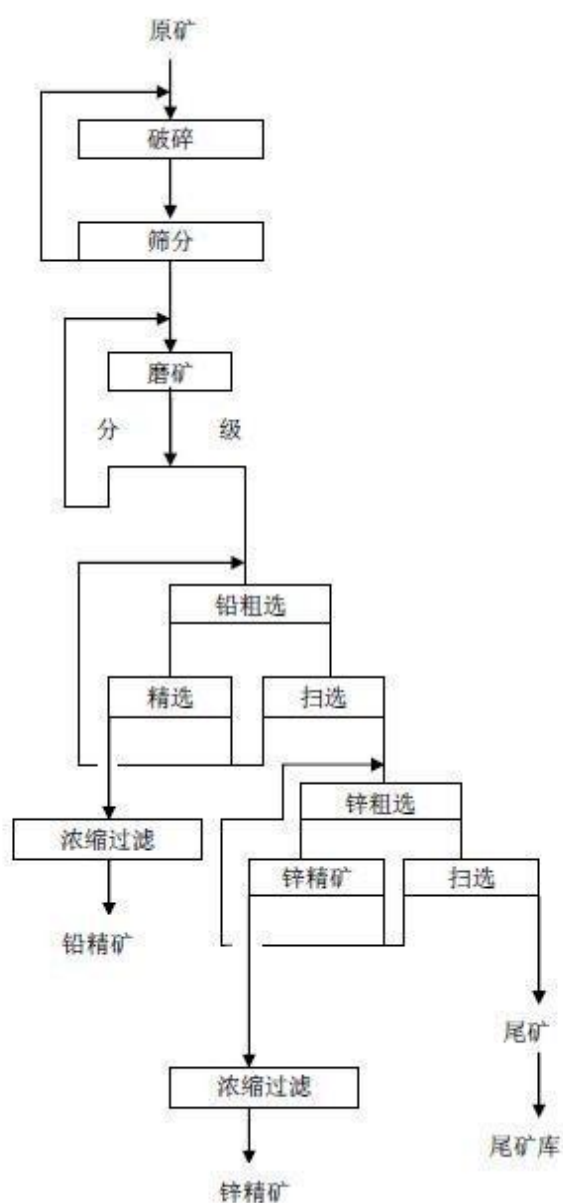 原矿
破碎
筛分
磨矿
分 级
铅粗选
精选 扫选
锌粗选
浓缩过滤
锌精矿 扫选
铅精矿
尾矿
浓缩过滤
尾矿库
锌精矿